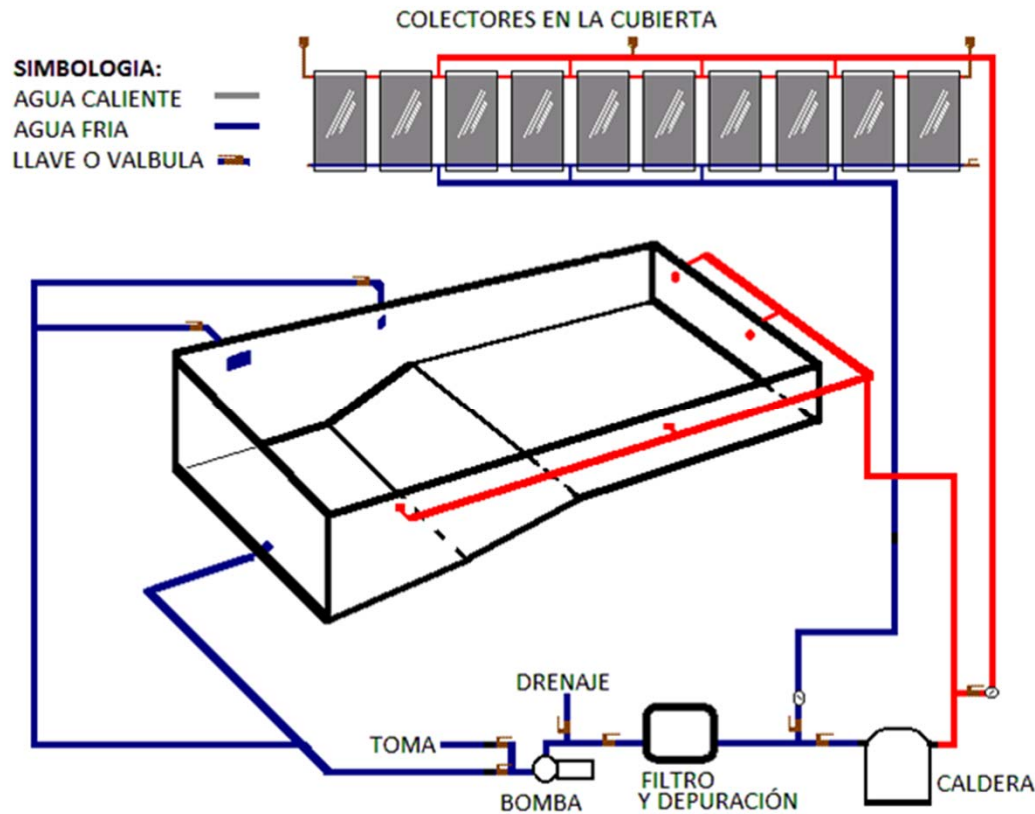 COLECTORES EN LA CUBIERTA
SIMBOLOGIA:
AGUA CALIENTE
AGUA FRIA
LLAVE O VALBULA
DRENAJE
TOMA
BOMBA
FILTRO
Y DEPURACIÓN
CALDERA